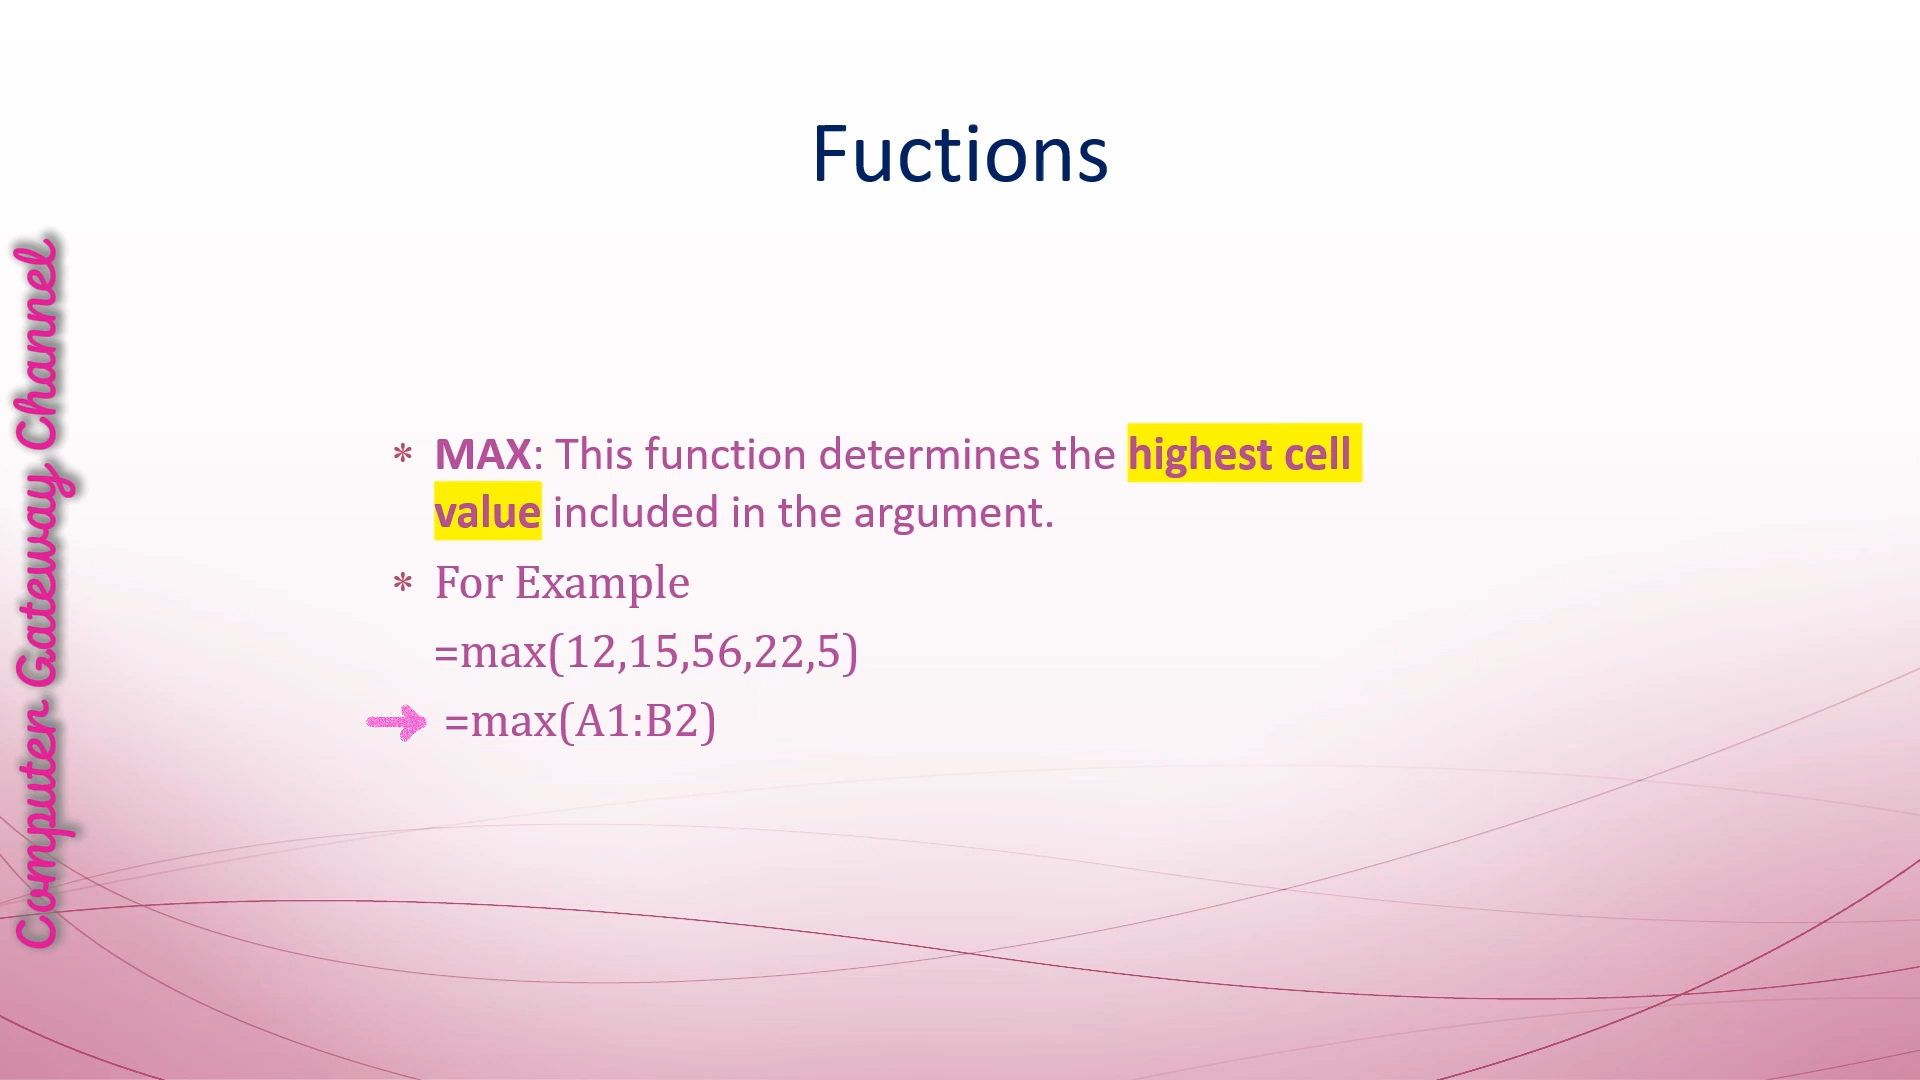 Fuctions
Computer Gateway Channel
* MAX: This function determines the highest cell
value included in the argument.
* For Example
=max(12,15,56,22,5)
=max(A1:B2)